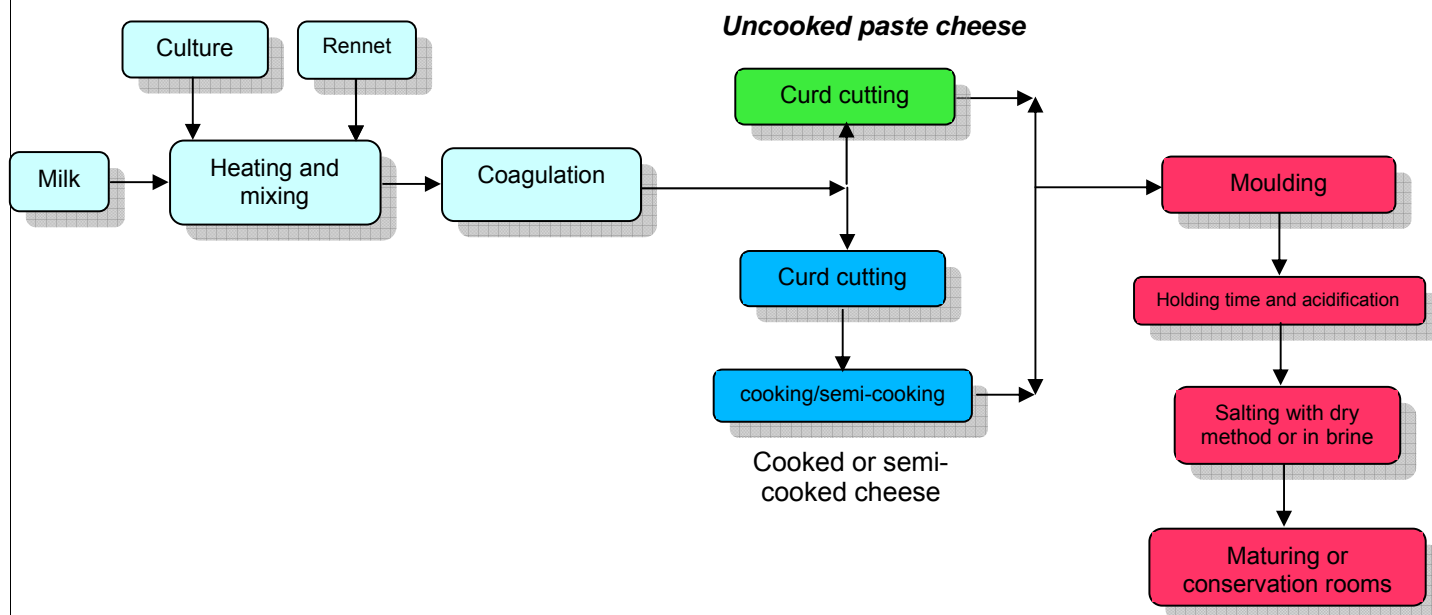 Uncooked paste cheese
Culture
Rennet
Curd cutting
Milk
Heating and
mixing
Coagulation
Moulding
Curd cutting
Holding time and acidification
cooking/semi-cooking
Salting with dry
method or in brine
Cooked or semi-
cooked cheese
Maturing or
conservation rooms